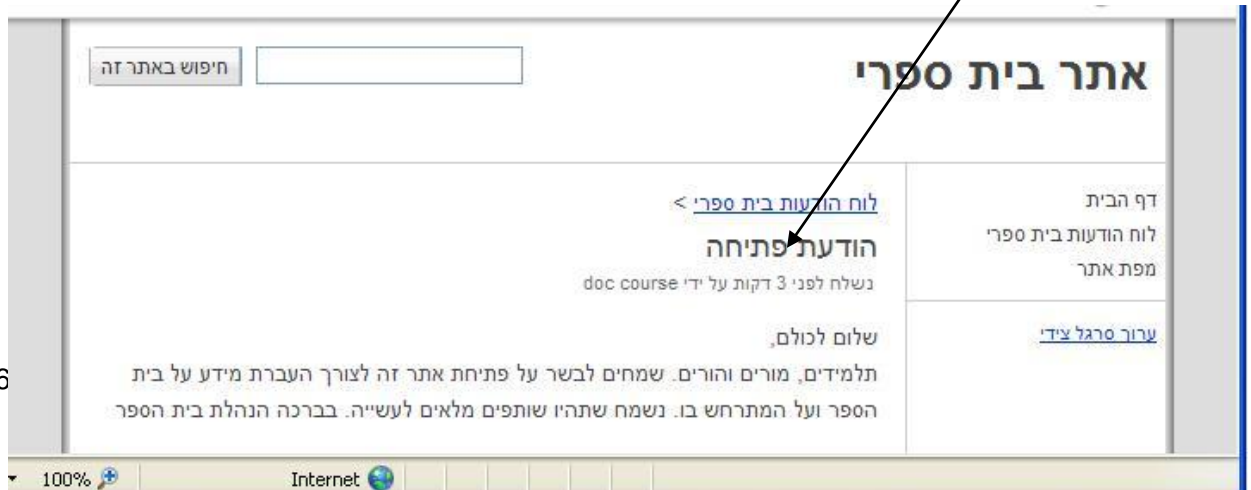 אתר בית ספרי
חיפוש באתר זה
דף הבית
לוח הודעות בית ספרי
מפת אתר
ערוך סרגל צידי
לוח הודעות בית ספרי >
הודעת פתיחה
נשלח לפני 3 דקות על ידי doc course
שלום לכולם,
תלמידים, מורים והורים. שמחים לבשר על פתיחת אתר זה לצורך העברת מידע על בית
הספר ועל המתרחש בו. נשמח שתהיו שותפים מלאים לעשייה. בברכה הנהלת בית הספר
6
Internet
100%